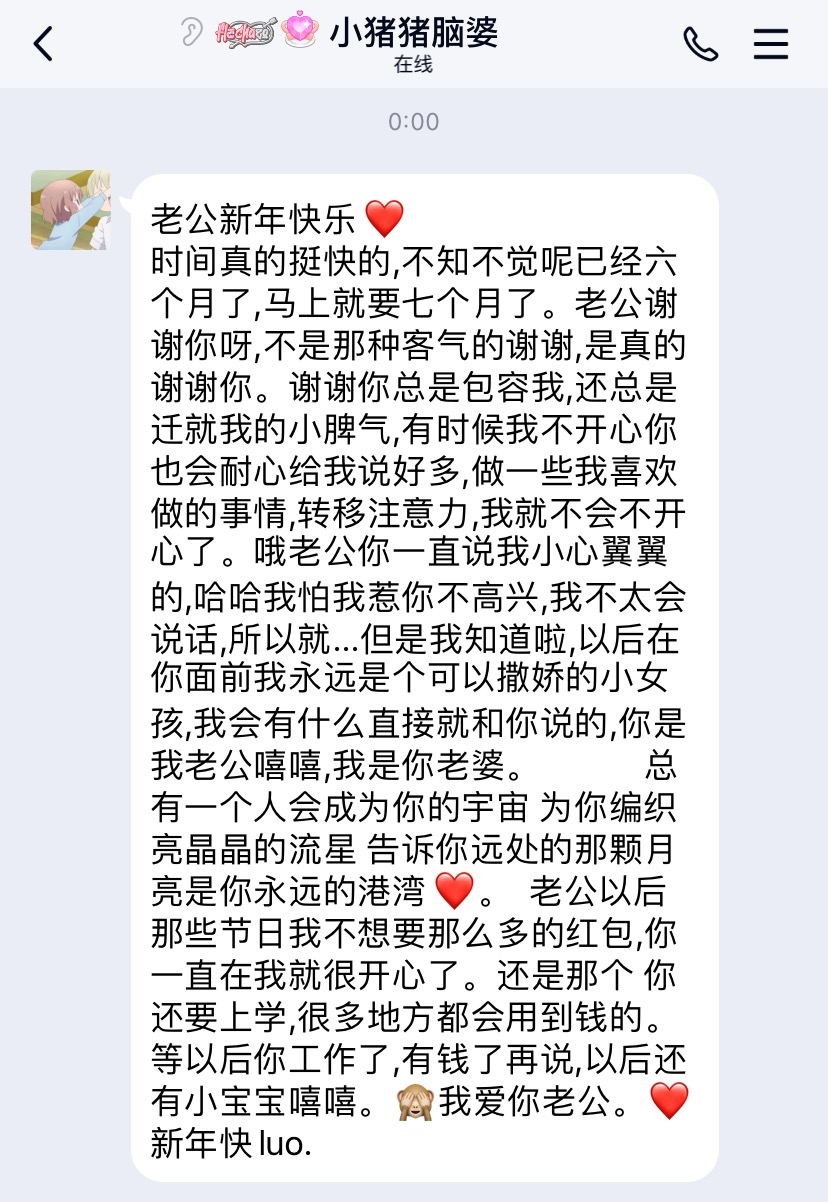 小猪猪脑婆
在线
0:00
老公新年快乐❤️
时间真的挺快的,不知不觉呢已经六
个月了,马上就要七个月了。老公谢
谢你呀,不是那种客气的谢谢,是真的
谢谢你。谢谢你总是包容我,还总是
迁就我的小脾气,有时候我不开心你
也会耐心给我说好多,做一些我喜欢
做的事情,转移注意力,我就不会不开
心了。哦老公你一直说我小心翼翼
的,哈哈我怕我惹你不高兴,我不太会
说话,所以就...但是我知道啦,以后在
你面前我永远是个可以撒娇的小女
孩,我会有什么直接就和你说的,你是
我老公嘻嘻,我是你老婆。 总
有一个人会成为你的宇宙 为你编织
亮晶晶的流星 告诉你远处的那颗月
亮是你永远的港湾❤️。 老公以后
那些节日我不想要那么多的红包,你
一直在我就很开心了。还是那个 你
还要上学,很多地方都会用到钱的。
等以后你工作了,有钱了再说,以后还
有小宝宝嘻嘻。🙈我爱你老公。❤️
新年快luo.